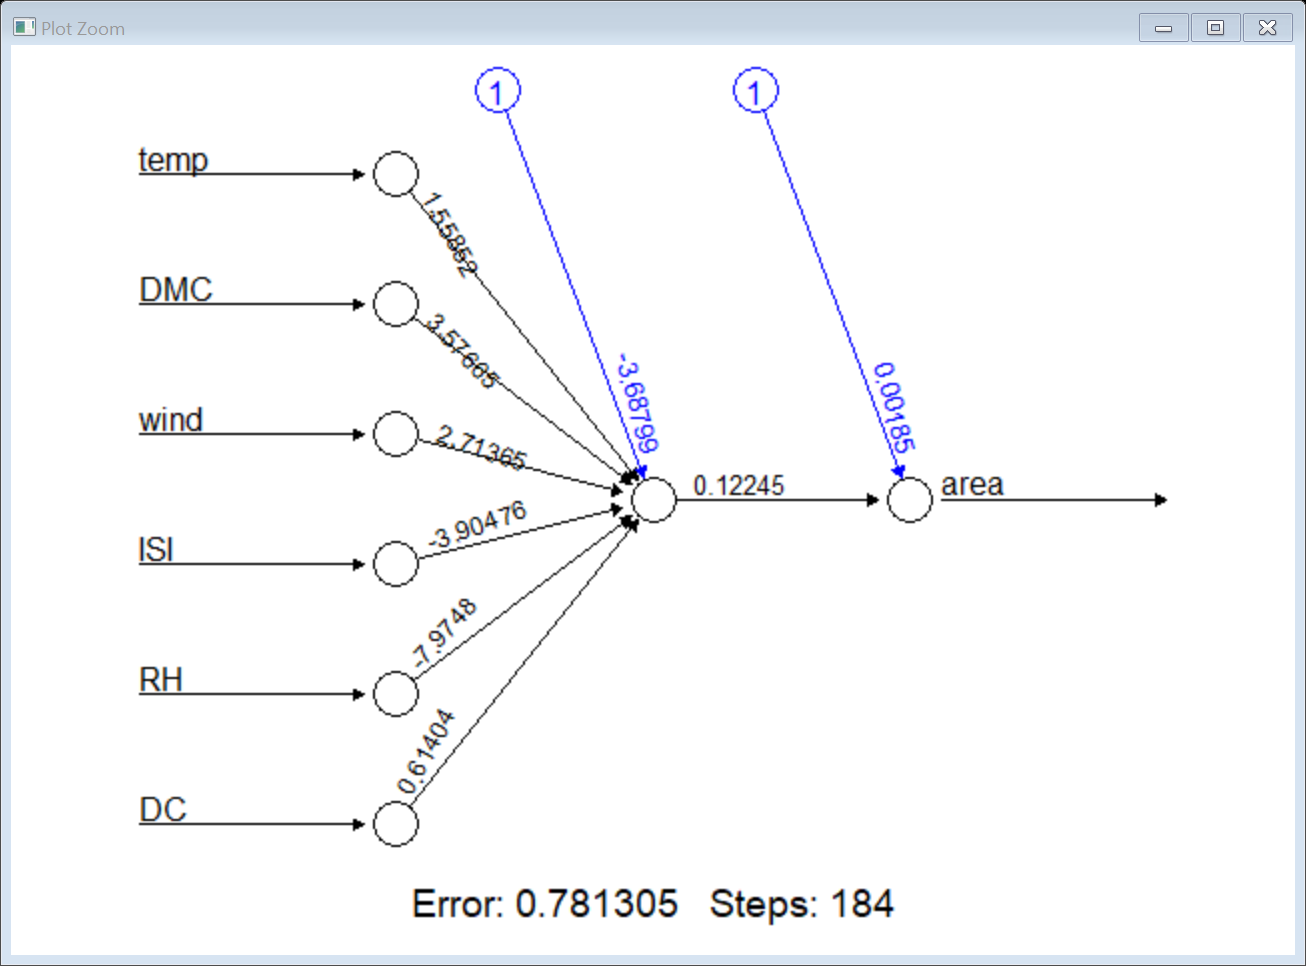 Plot Zoom
1
1
temp
1.55852
DMC
3.57665
-3.68799
0.00185
wind
2.71365
0.12245
area
ISI
-3.90476
RH
-7.9748
DC
0.61404
Error: 0.781305 Steps: 184